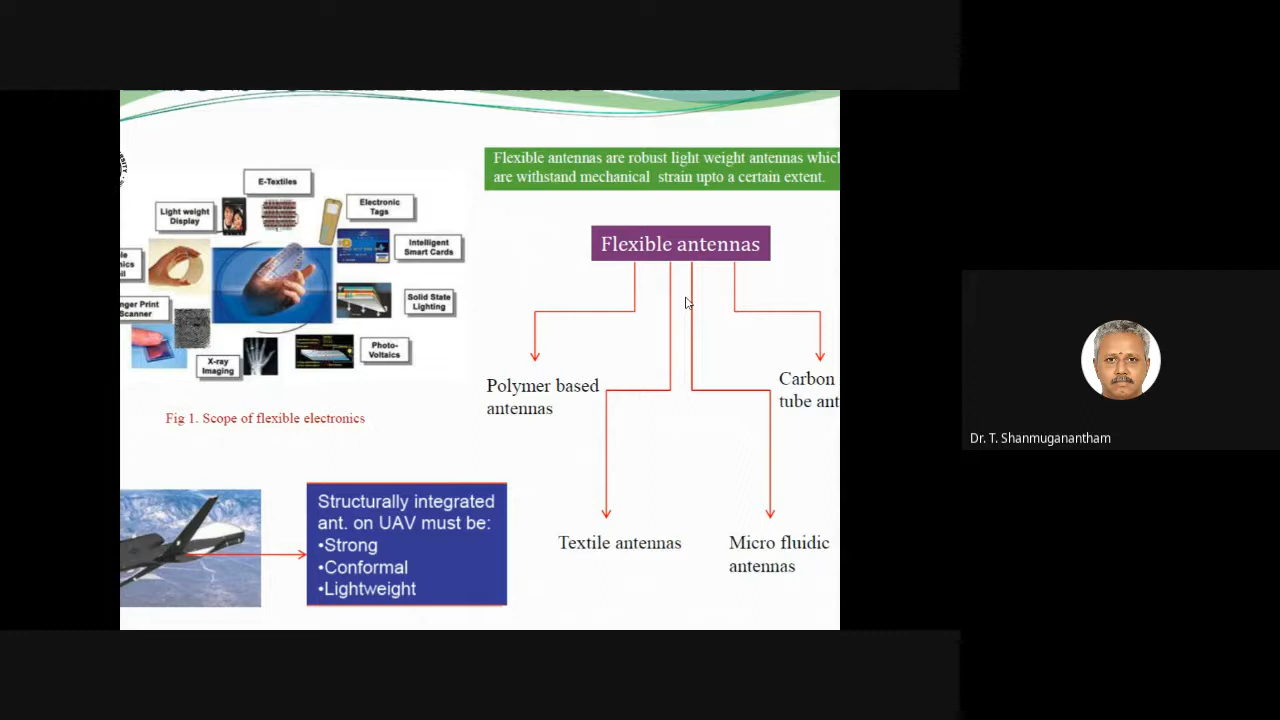 Flexible antennas are robust light weight antennas which
are withstand mechanical strain upto a certain extent.
E-Textiles
Light weight
Display
Electronic
Tags
Intelligent
Smart Cards
Solid State
Lighting
Photo-
Voltaics
X-ray
Imaging
nger Print
Scanner
Fig 1. Scope of flexible electronics
Flexible antennas
Polymer based
antennas
Carbon
tube ant
Textile antennas
Micro fluidic
antennas
Structurally integrated
ant. on UAV must be:
•Strong
•Conformal
•Lightweight
Dr. T. Shanmuganantham